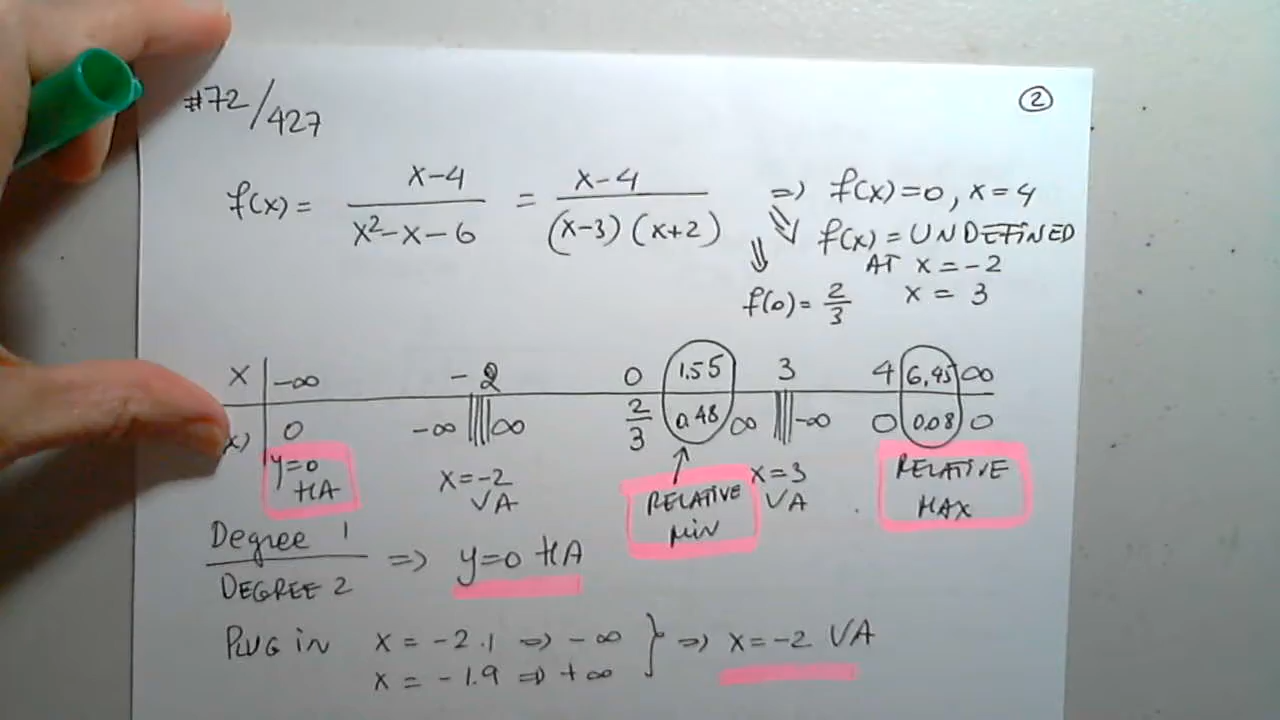 #72/427
②
f(x) = x-4 / x²-x-6 = x-4 / (x-3)(x+2) => f(x)=0, x=4
f(x) = UNDEFINED
AT x = -2
f(0) = 2/3 x = 3
x -∞ -2 0 1.55 3 4 6.45 ∞
x) 0 -∞ |||| ∞ 2/3 0.48 ∞ ||| -∞ 0 0.08 0
y=0 HA
x=-2 VA
RELATIVE MIN
x=3 VA
RELATIVE MAX
Degree 1 / DEGREE 2 => y=0 HA
PLUG IN x = -2.1 => -∞ } => x=-2 VA
x = -1.9 => +∞